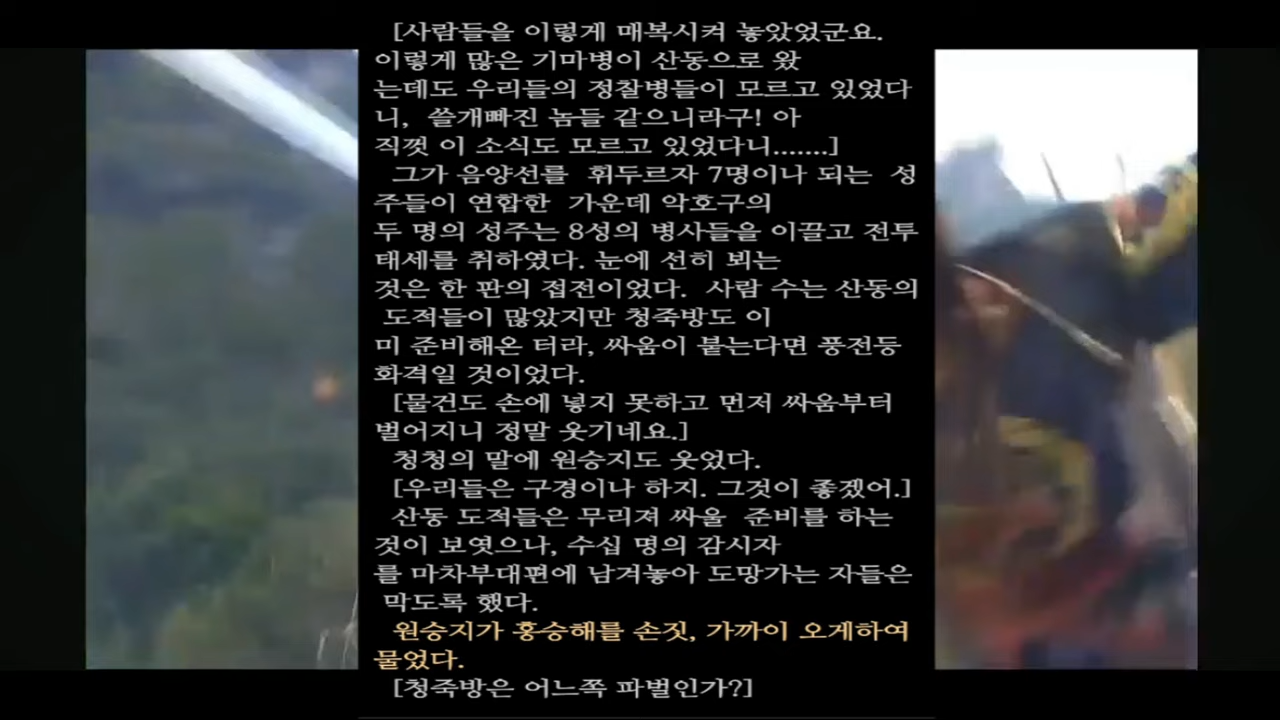 [사람들을 이렇게 매복시켜 놓았었군요.
이렇게 많은 기마병이 산동으로 왔
는데도 우리들의 정찰병들이 모르고 있었다
니, 쓸개빠진 놈들 같으니라구! 아
직껏 이 소식도 모르고 있었다니.......]
그가 음양선를 휘두르자 7명이나 되는 성
주들이 연합한 가운데 악호구의
두 명의 성주는 8성의 병사들을 이끌고 전투
태세를 취하였다. 눈에 선히 뵈는
것은 한 판의 접전이었다. 사람 수는 산동의
도적들이 많았지만 청죽방도 이
미 준비해온 터라, 싸움이 붙는다면 풍전등
화격일 것이었다.
[물건도 손에 넣지 못하고 먼저 싸움부터
벌어지니 정말 웃기네요.]
청청의 말에 원승지도 웃었다.
[우리들은 구경이나 하지. 그것이 좋겠어.]
산동 도적들은 무리져 싸울 준비를 하는
것이 보엿으나, 수십 명의 감시자
를 마차부대편에 남겨놓아 도망가는 자들은
막도록 했다.
원승지가 홍승해를 손짓, 가까이 오게하여
물었다.
[청죽방은 어느쪽 파벌인가?]